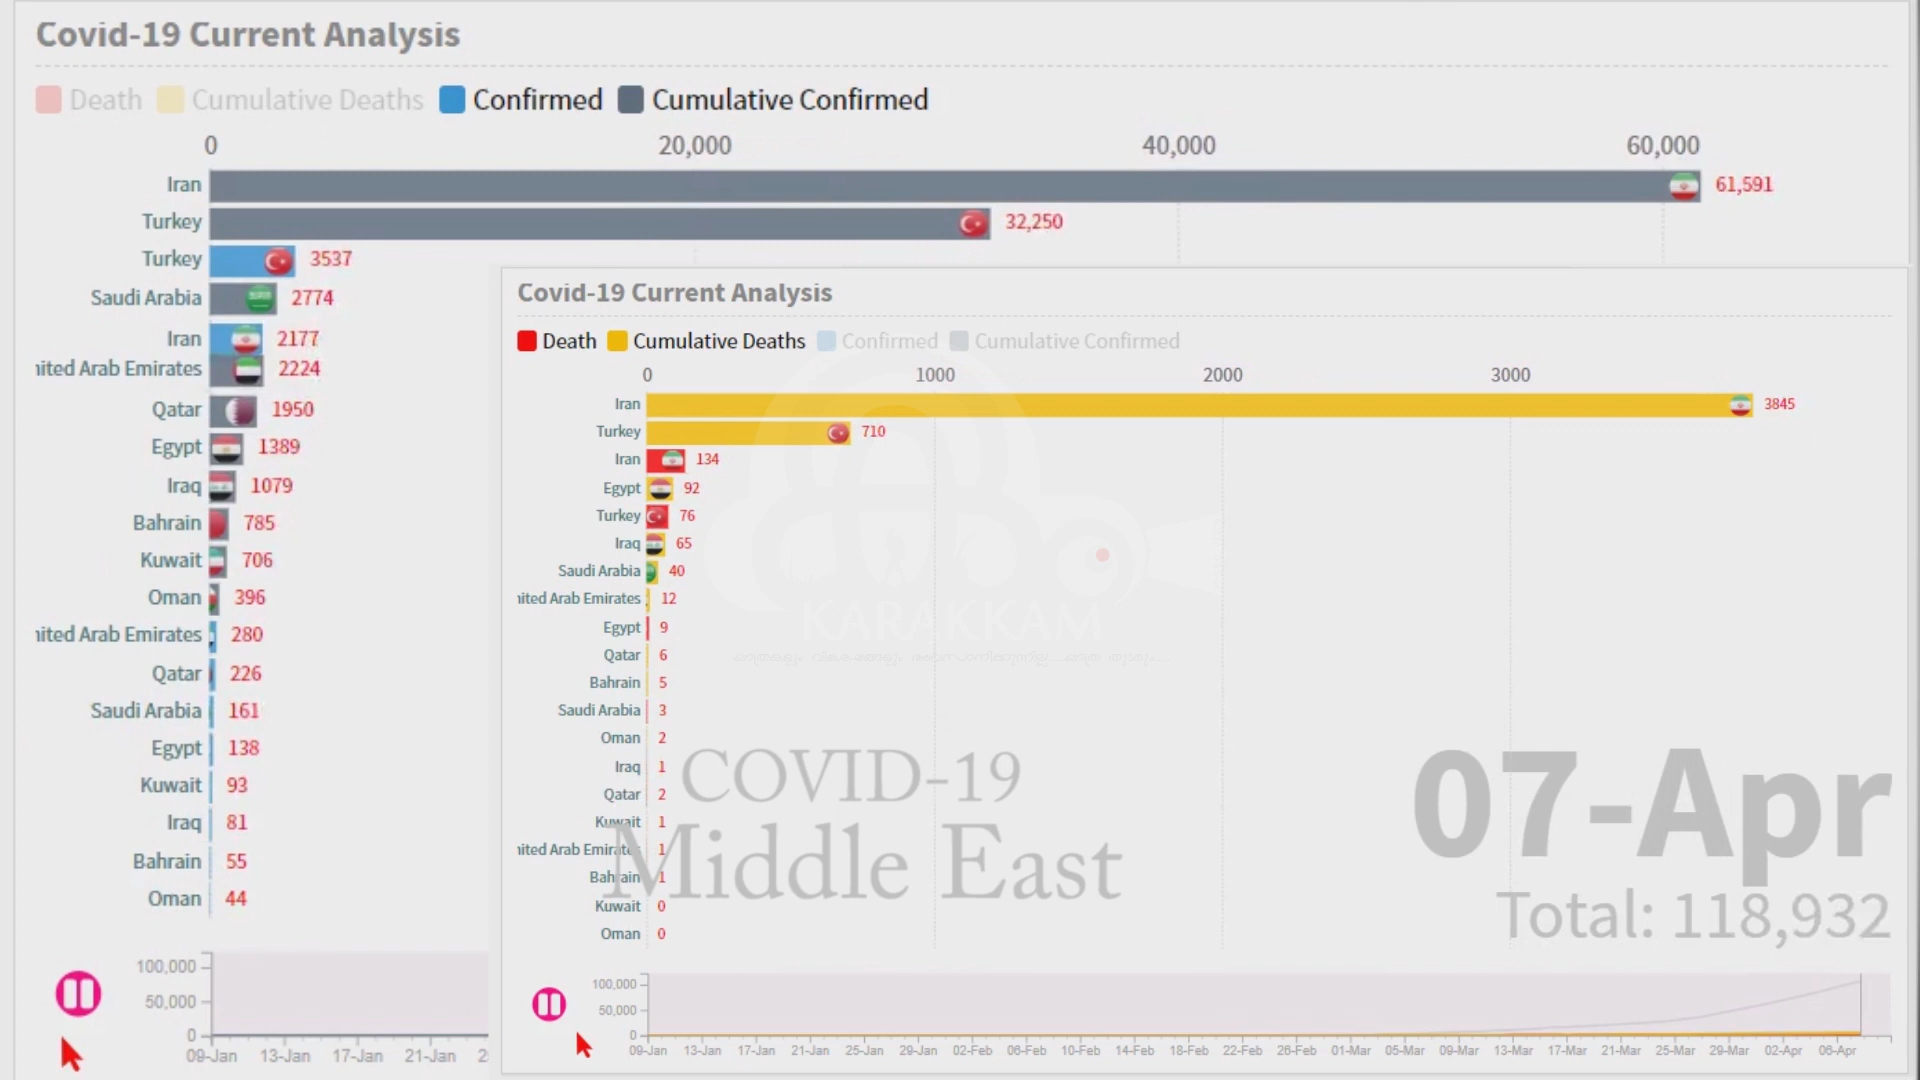 Covid-19 Current Analysis
Death Cumulative Deaths Confirmed Cumulative Confirmed
0 20,000 40,000 60,000
Iran 61,591
Turkey 32,250
Turkey 3537
Saudi Arabia 2774
Iran 2177
nited Arab Emirates 2224
Qatar 1950
Egypt 1389
Iraq 1079
Bahrain 785
Kuwait 706
Oman 396
nited Arab Emirates 280
Qatar 226
Saudi Arabia 161
Egypt 138
Kuwait 93
Iraq 81
Bahrain 55
Oman 44
100,000
50,000
0
09-Jan 13-Jan 17-Jan 21-Jan 2
Covid-19 Current Analysis
Death Cumulative Deaths Confirmed Cumulative Confirmed
0 1000 2000 3000
Iran 3845
Turkey 710
Iran 134
Egypt 92
Turkey 76
Iraq 65
Saudi Arabia 40
nited Arab Emirates 12
Egypt 9
Qatar 6
Bahrain 5
Saudi Arabia 3
Oman 2
Iraq 1
Qatar 2
Kuwait 1
nited Arab Emirates 1
Bahrain 1
Kuwait 0
Oman 0
KARAKKAM
COVID-19
Middle East
07-Apr
Total: 118,932
100,000
50,000
0
09-Jan 13-Jan 17-Jan 21-Jan 25-Jan 29-Jan 02-Feb 06-Feb 10-Feb 14-Feb 18-Feb 22-Feb 26-Feb 01-Mar 05-Mar 09-Mar 13-Mar 17-Mar 21-Mar 25-Mar 29-Mar 02-Apr 06-Apr